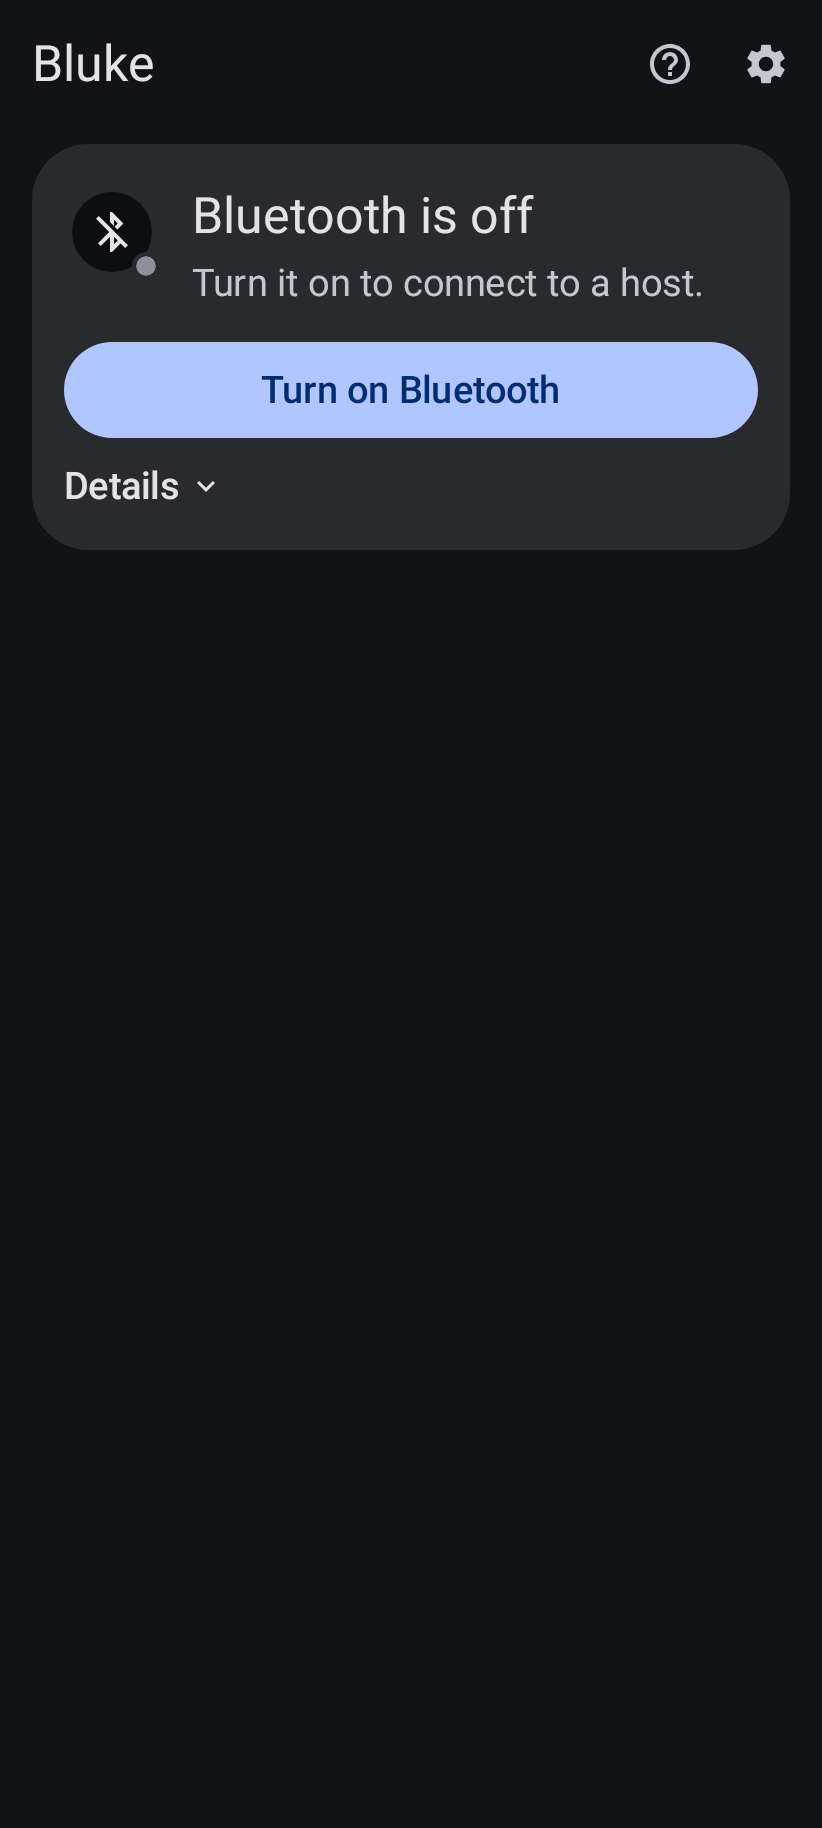 Bluke
Bluetooth is off
Turn it on to connect to a host.
Turn on Bluetooth
Details